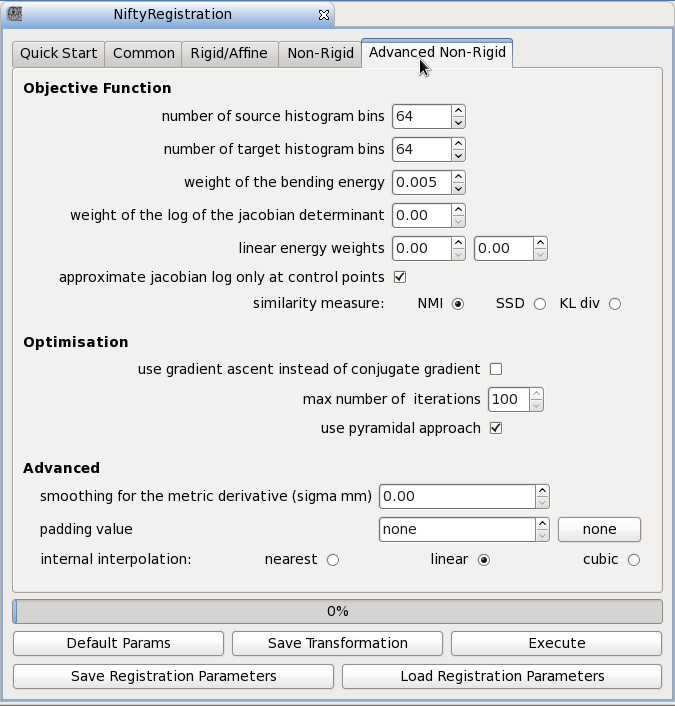 NiftyRegistration
Quick Start Common Rigid/Affine Non-Rigid Advanced Non-Rigid
Objective Function
number of source histogram bins 64
number of target histogram bins 64
weight of the bending energy 0.005
weight of the log of the jacobian determinant 0.00
linear energy weights 0.00 0.00
approximate jacobian log only at control points
similarity measure: NMI SSD KL div
Optimisation
use gradient ascent instead of conjugate gradient
max number of iterations 100
use pyramidal approach
Advanced
smoothing for the metric derivative (sigma mm) 0.00
padding value none none
internal interpolation: nearest linear cubic
0%
Default Params Save Transformation Execute
Save Registration Parameters Load Registration Parameters